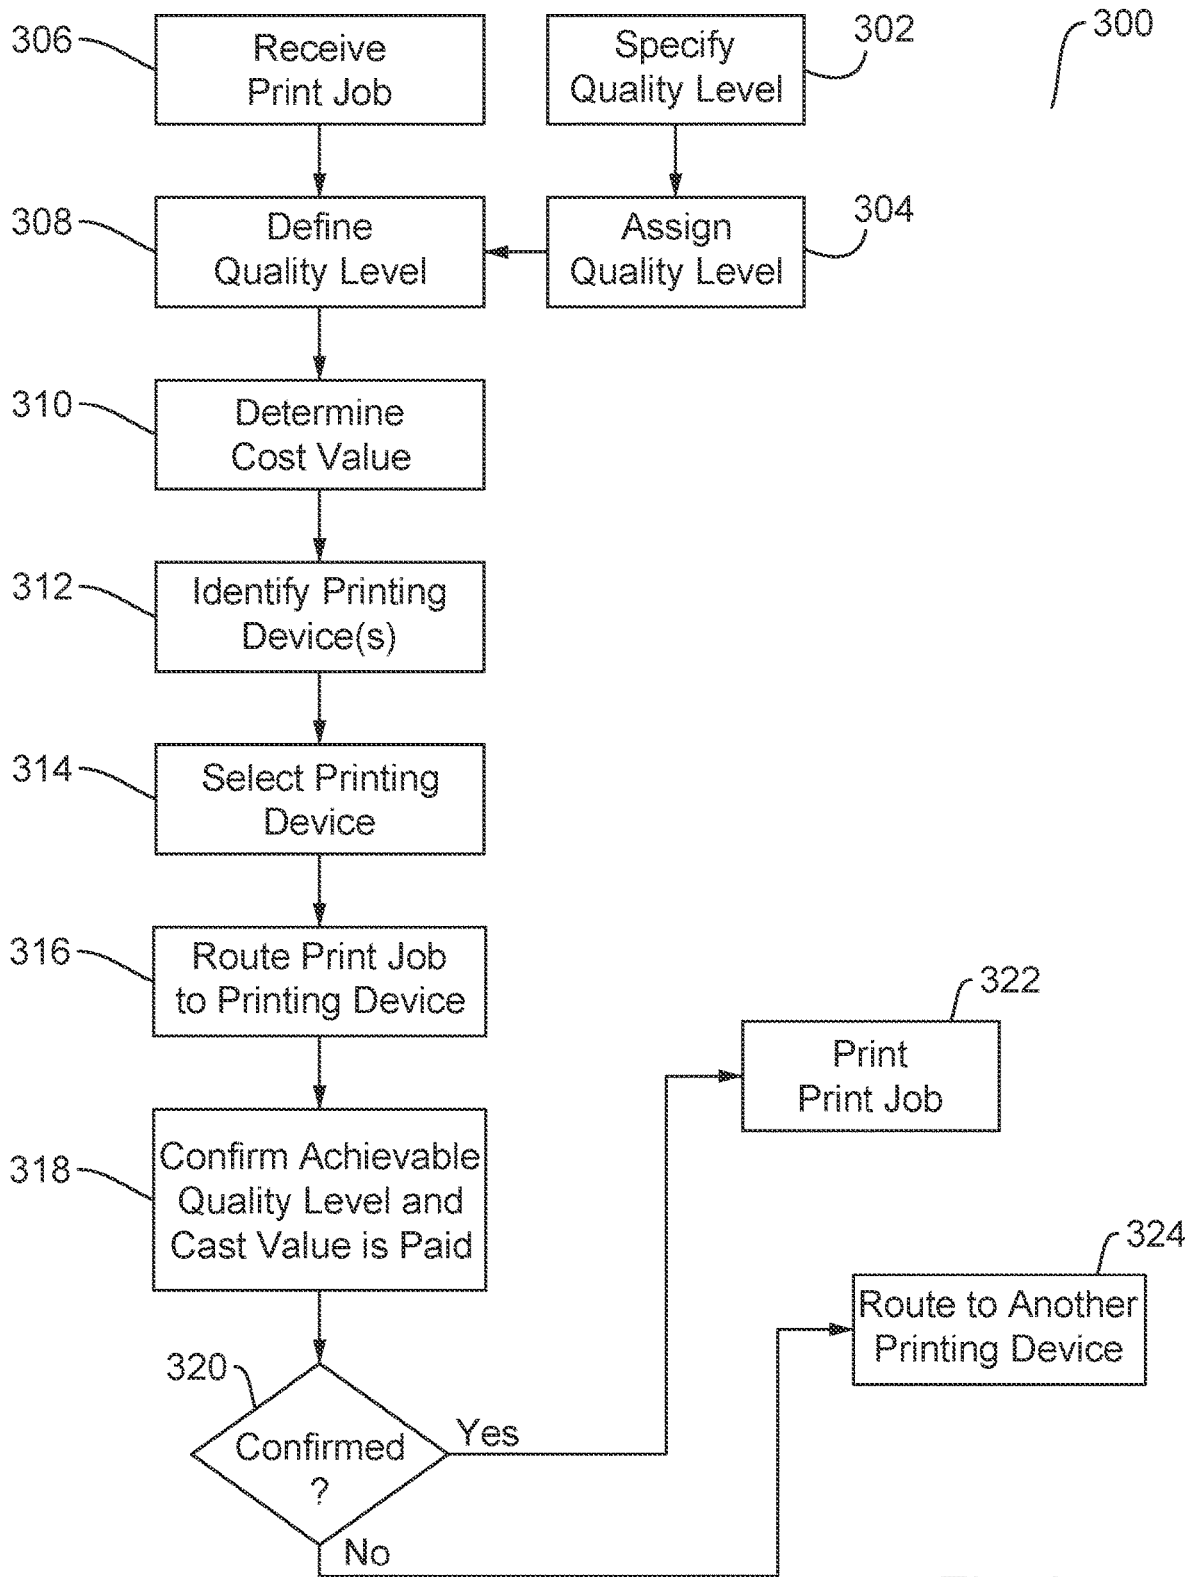 306
Receive
Print Job
Specify
Quality Level
302
300
308
Define
Quality Level
Assign
Quality Level
304
310
Determine
Cost Value
312
Identify Printing
Device(s)
314
Select Printing
Device
316
Route Print Job
to Printing Device
322
Print
Print Job
318
Confirm Achievable
Quality Level and
Cast Value is Paid
324
Route to Another
Printing Device
320
Confirmed
?
Yes
No